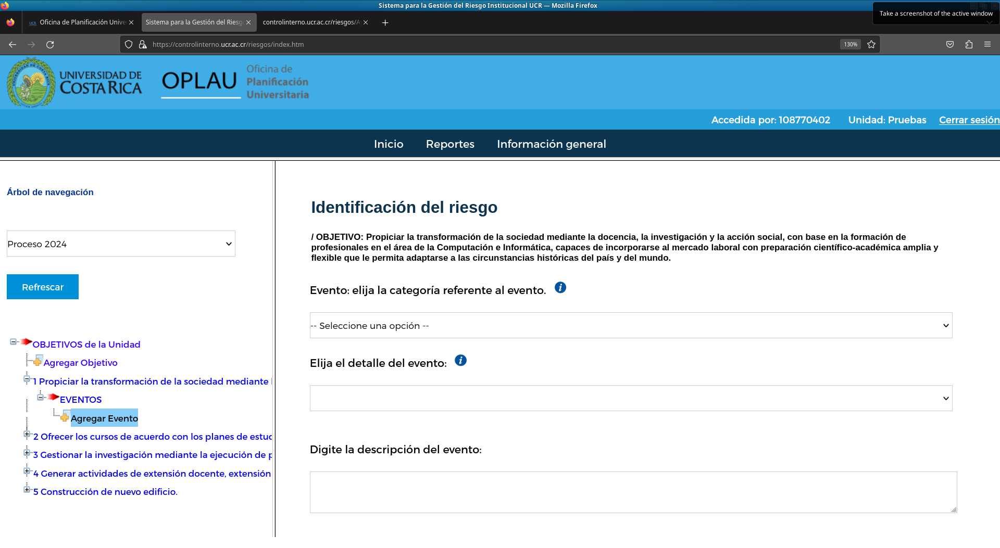 Sistema para la Gestión del Riesgo Institucional UCR — Mozilla Firefox
Take a screenshot of the active window
UCR Oficina de Planificación Unive
Sistema para la Gestión del Riesg
controlinterno.ucr.ac.cr/riesgos/A
https://controlinterno.ucr.ac.cr/riesgos/index.htm
130%
UNIVERSIDAD DE
COSTA RICA
OPLAU
Oficina de
Planificación
Universitaria
Accedida por: 108770402
Unidad: Pruebas
Cerrar sesión
Inicio
Reportes
Información general
Árbol de navegación
Proceso 2024
Refrescar
OBJETIVOS de la Unidad
Agregar Objetivo
1 Propiciar la transformación de la sociedad mediante
EVENTOS
Agregar Evento
2 Ofrecer los cursos de acuerdo con los planes de estud
3 Gestionar la investigación mediante la ejecución de p
4 Generar actividades de extensión docente, extensión
5 Construcción de nuevo edificio.
Identificación del riesgo
/ OBJETIVO: Propiciar la transformación de la sociedad mediante la docencia, la investigación y la acción social, con base en la formación de
profesionales en el área de la Computación e Informática, capaces de incorporarse al mercado laboral con preparación científico-académica amplia y
flexible que le permita adaptarse a las circunstancias históricas del país y del mundo.
Evento: elija la categoría referente al evento.
-- Seleccione una opción --
Elija el detalle del evento:
Digite la descripción del evento: